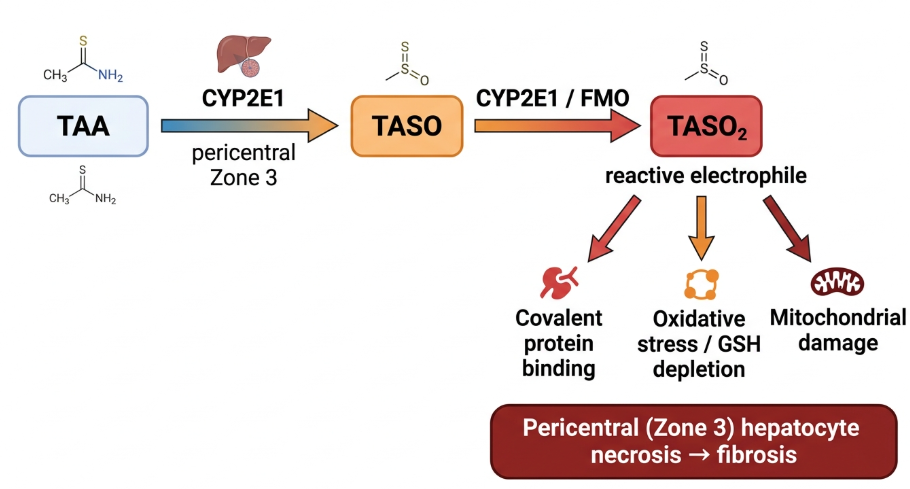 S
CH₃ NH₂
TAA
S
CH₃ NH₂
CYP2E1
pericentral
Zone 3
S
S
O
TASO
CYP2E1 / FMO
S
S
O
TASO₂
reactive electrophile
Covalent
protein
binding
Oxidative
stress / GSH
depletion
Mitochondrial
damage
Pericentral (Zone 3) hepatocyte
necrosis → fibrosis